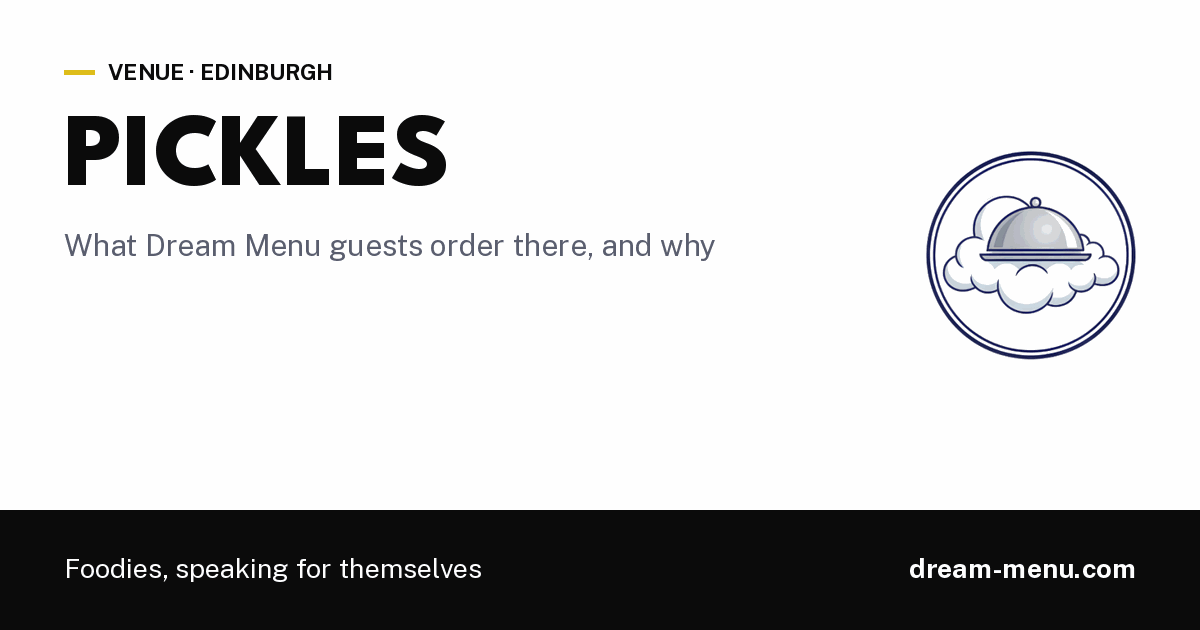 VENUE · EDINBURGH
PICKLES
What Dream Menu guests order there, and why
Foodies, speaking for themselves
dream-menu.com